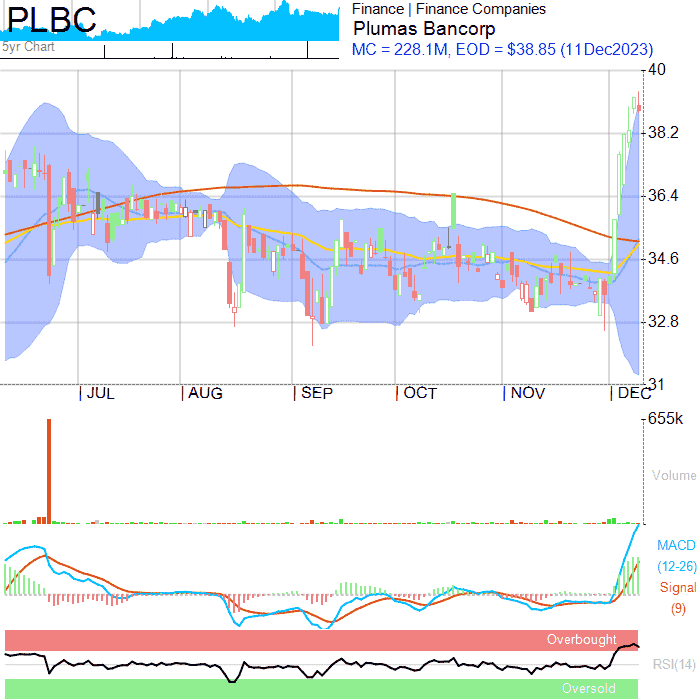 PLBC
5yr Chart
Finance | Finance Companies
Plumas Bancorp
MC = 228.1M, EOD = $38.85 (11Dec2023)
40
38.2
36.4
34.6
32.8
31
JUL AUG SEP OCT NOV DEC
655k
Volume
MACD
(12-26)
Signal
(9)
Overbought
RSI(14)
Oversold